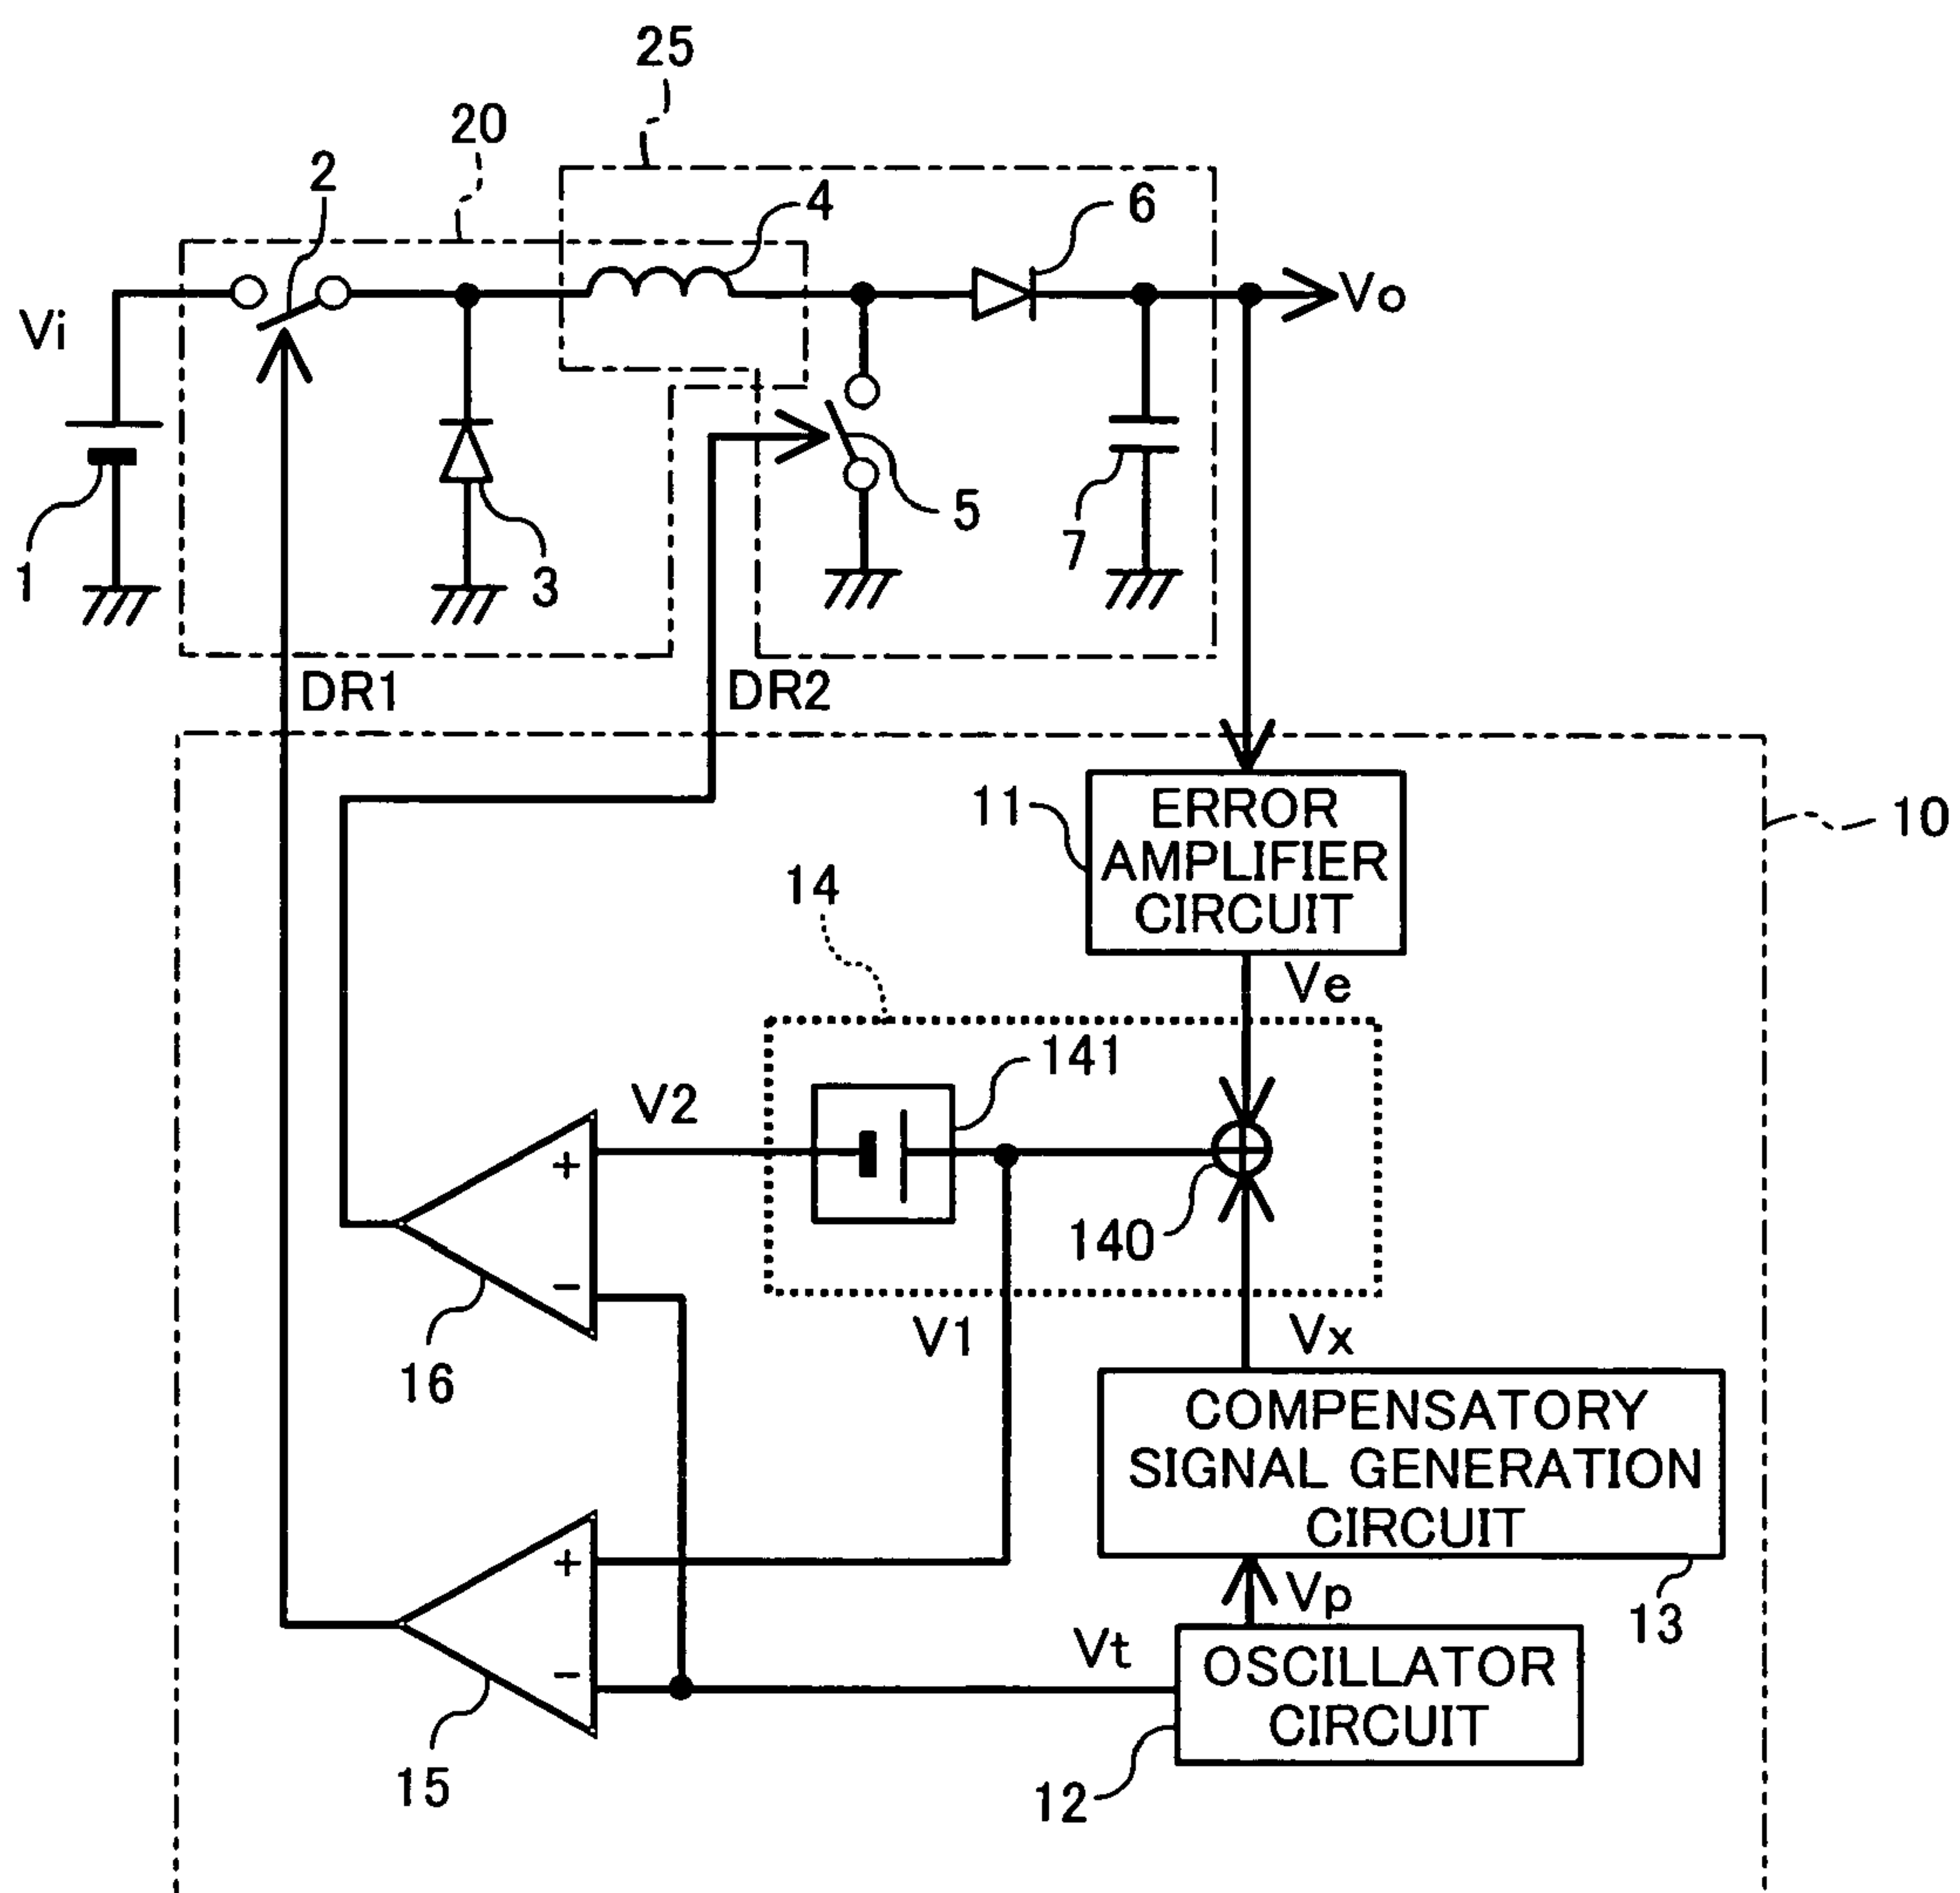 25
20
2
4
6
Vi
Vo
5
7
1
3
DR1
DR2
11
ERROR
AMPLIFIER
CIRCUIT
10
14
Ve
141
V2
+
140
−
V1
Vx
16
COMPENSATORY
SIGNAL GENERATION
CIRCUIT
+
Vp
13
Vt
−
OSCILLATOR
CIRCUIT
15
12